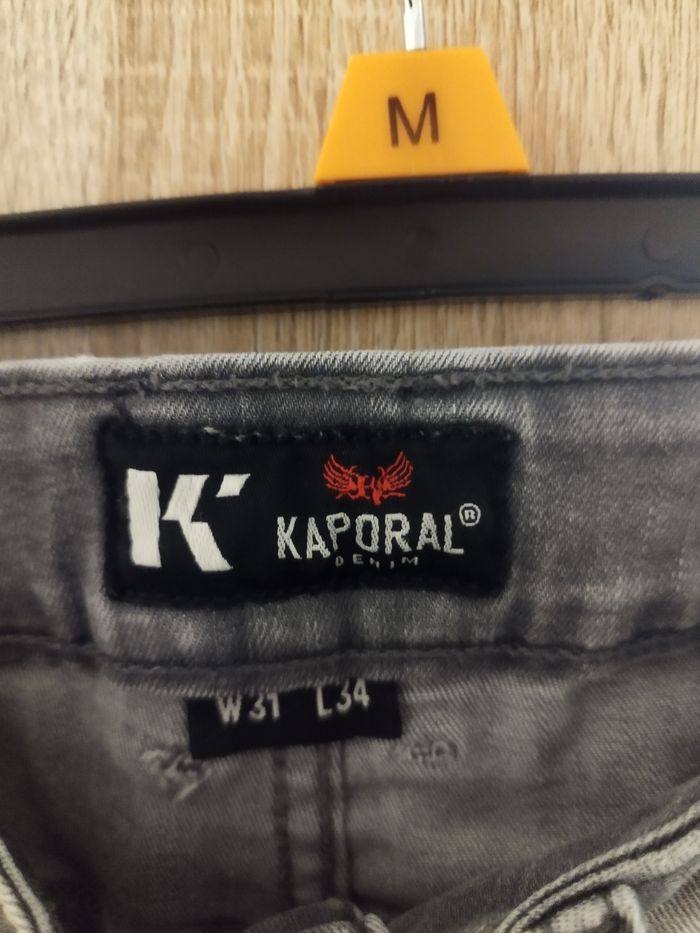 M
K'
KAPORAL®
DENIM
W31 L34